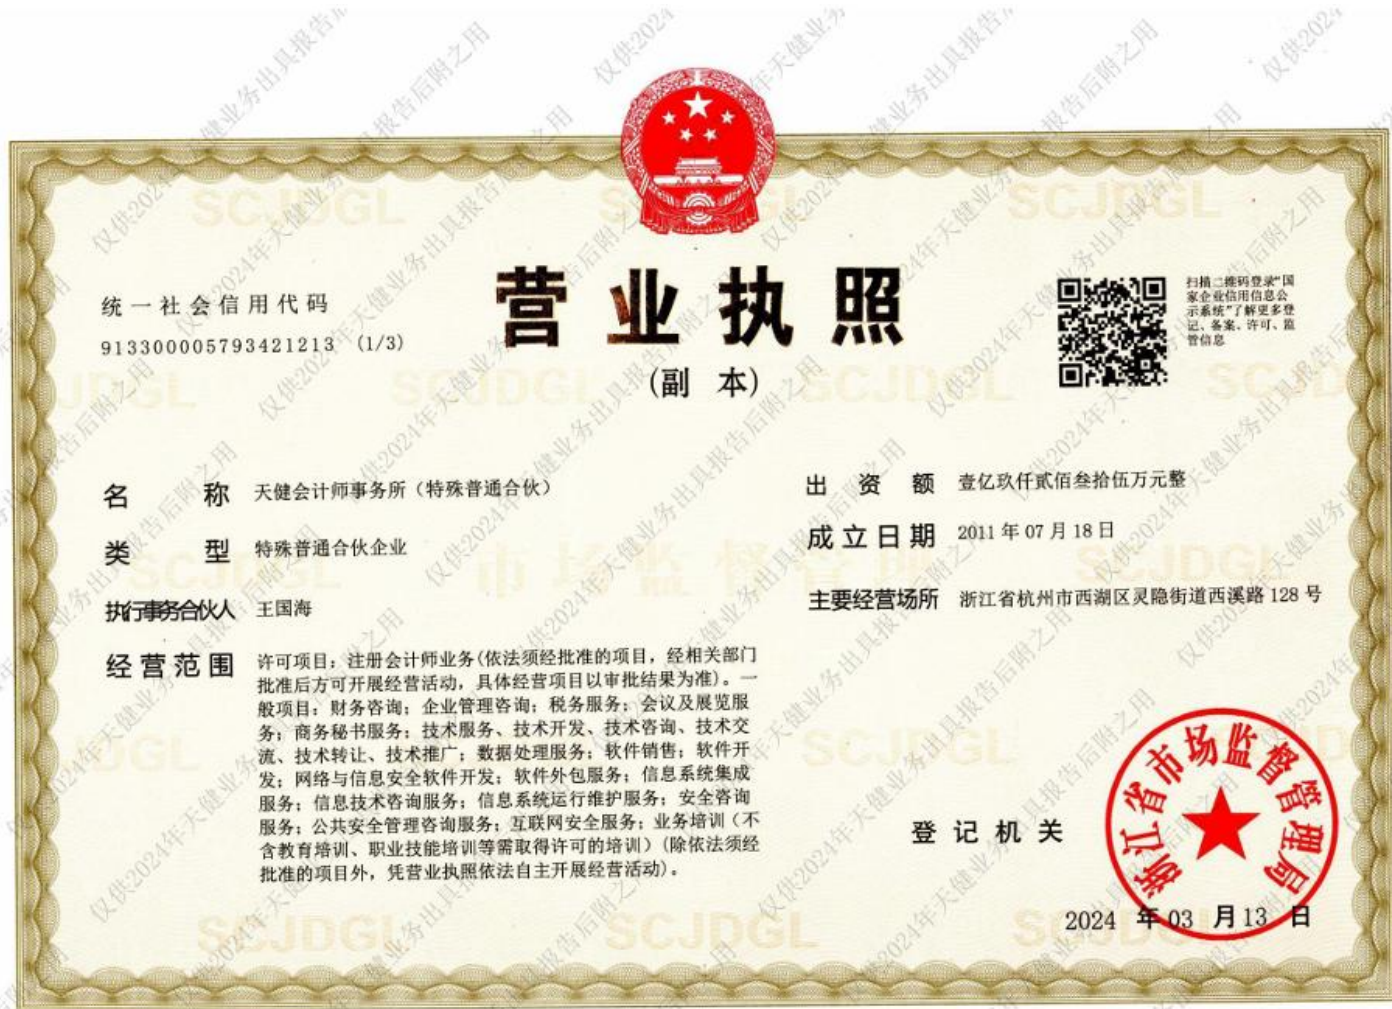 营业执照
(副 本)
统一社会信用代码
913300005793421213 (1/3)
扫描二维码登录“国
家企业信用信息公
示系统”了解更多登
记、备案、许可、监
管信息
名 称 天健会计师事务所(特殊普通合伙)
类 型 特殊普通合伙企业
执行事务合伙人 王国海
经营范围 许可项目:注册会计师业务(依法须经批准的项目,经相关部门
批准后方可开展经营活动,具体经营项目以审批结果为准)。一
般项目:财务咨询;企业管理咨询;税务服务;会议及展览服
务;商务秘书服务;技术服务、技术开发、技术咨询、技术交
流、技术转让、技术推广;数据处理服务;软件销售;软件开
发;网络与信息安全软件开发;软件外包服务;信息系统集成
服务;信息技术咨询服务;信息系统运行维护服务;安全咨询
服务;公共安全管理咨询服务;互联网安全服务;业务培训(不
含教育培训、职业技能培训等需取得许可的培训)(除依法须经
批准的项目外,凭营业执照依法自主开展经营活动)。
出 资 额 壹亿玖仟贰佰叁拾伍万元整
成立日期 2011 年 07 月 18 日
主要经营场所 浙江省杭州市西湖区灵隐街道西溪路 128 号
登记机关
浙江省市场监督管理局
2024 年 03 月 13 日
市场监督管理
SCJDGL
仅供2024年天健业务出具报告后附之用